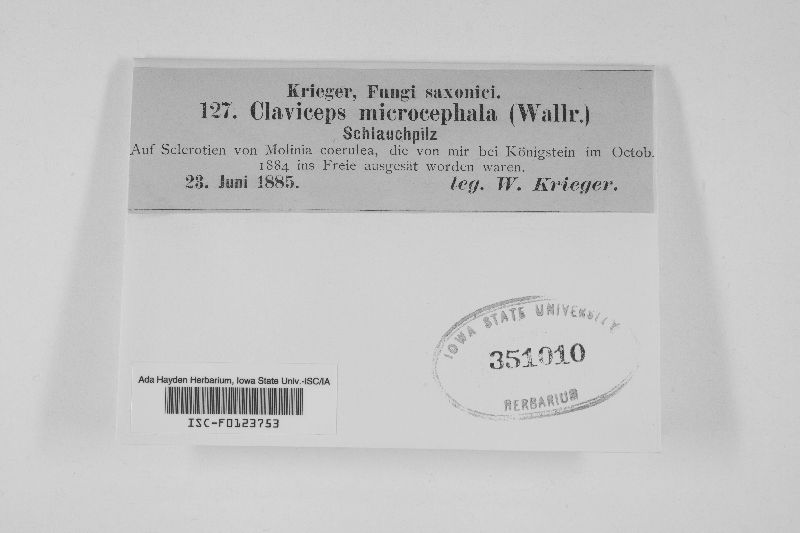 Krieger, Fungi saxonici.
127. Claviceps microcephala (Wallr.)
Schlauchpilz
Auf Sclerotien von Molinia coerulea, die von mir bei Königstein im Octob.
1884 ins Freie ausgesät worden waren.
23. Juni 1885. leg. W. Krieger.
IOWA STATE UNIVERSITY
351010
HERBARIUM
Ada Hayden Herbarium, Iowa State Univ.-ISC/IA
ISC-F0123753